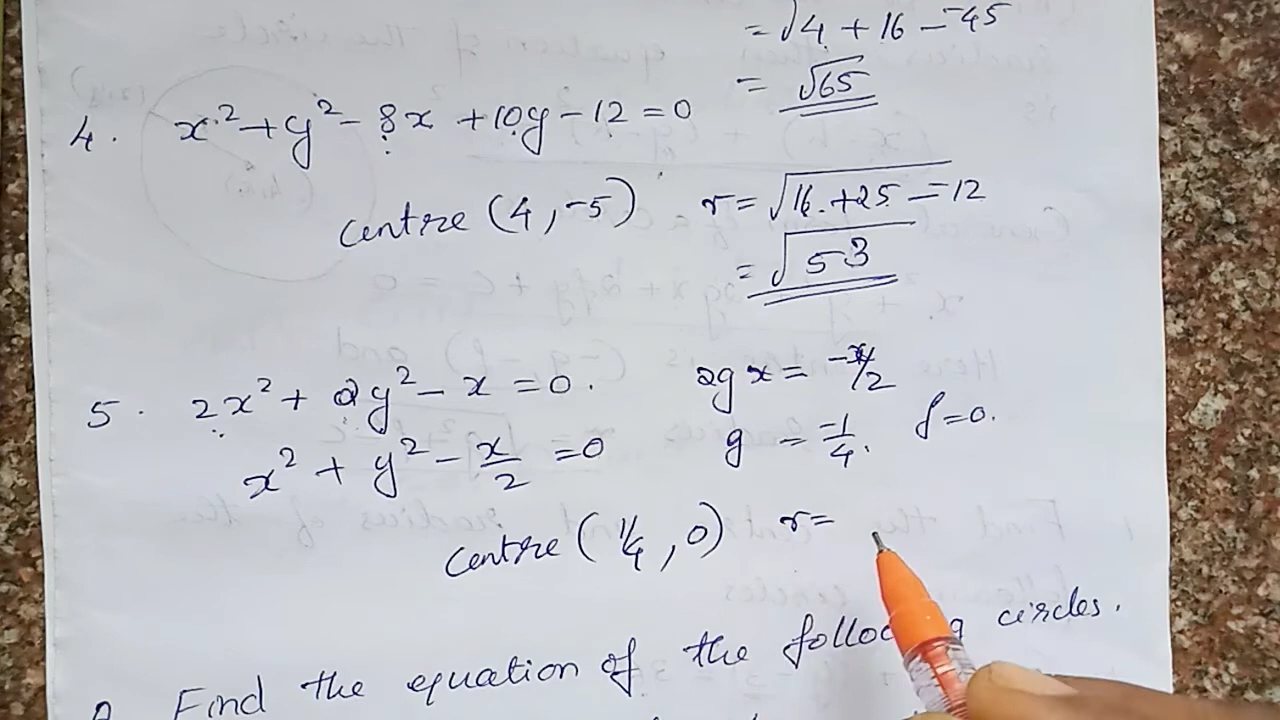 = √4 + 16 - -45
= √65
4. x² + y² - 8x + 10y - 12 = 0
Centre (4, -5) r = √16 + 25 - -12
= √53
5. 2x² + 2y² - x = 0. 2gx = -x/2
x² + y² - x/2 = 0 g = -1/4. f = 0.
Centre (1/4, 0) r =
Find the equation of the following circles.